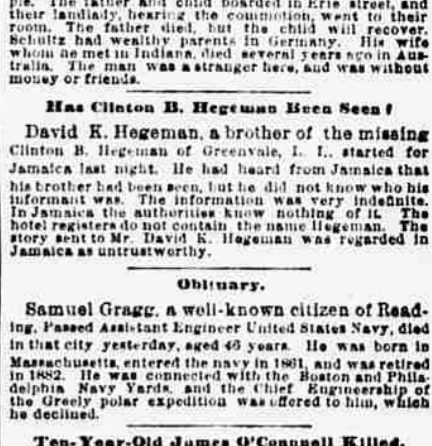 ple. The father and child boarded in Erie street, and
their landlady, hearing the commotion, went to their
room. The father died, but the child will recover.
Schultz had wealthy parents in Germany. His wife
whom he met in Indiana, died several years ago in Aus-
tralia. The man was a stranger here, and was without
money or friends.
Has Clinton B. Hegeman Been Seen?
David K. Hegeman, a brother of the missing
Clinton B. Hegeman of Greenvale, L. I., started for
Jamaica last night. He had heard from Jamaica that
his brother had been seen, but he did not know who his
informant was. The information was very indefinite.
In Jamaica the authorities know nothing of it. The
hotel registers do not contain the name Hegeman. The
story sent to Mr. David K. Hegeman was regarded in
Jamaica as untrustworthy.
Obituary.
Samuel Gragg, a well-known citizen of Read-
ing, Passed Assistant Engineer United States Navy, died
in that city yesterday, aged 46 years. He was born in
Massachusetts, entered the navy in 1861, and was retired
in 1882. He was connected with the Boston and Phila-
delphia Navy Yards, and the Chief Engineership of
the Greely polar expedition was offered to him, which
he declined.
Ten-Year-Old James O'Connell Killed.